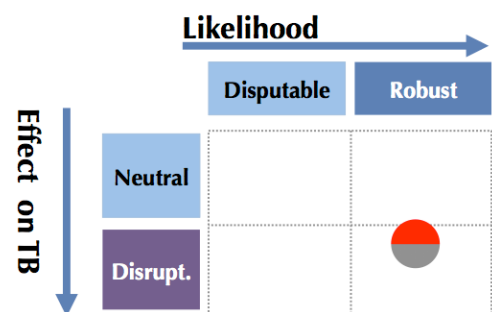 Likelihood
Disputable
Robust
Effect on TB
Neutral
Disrupt.